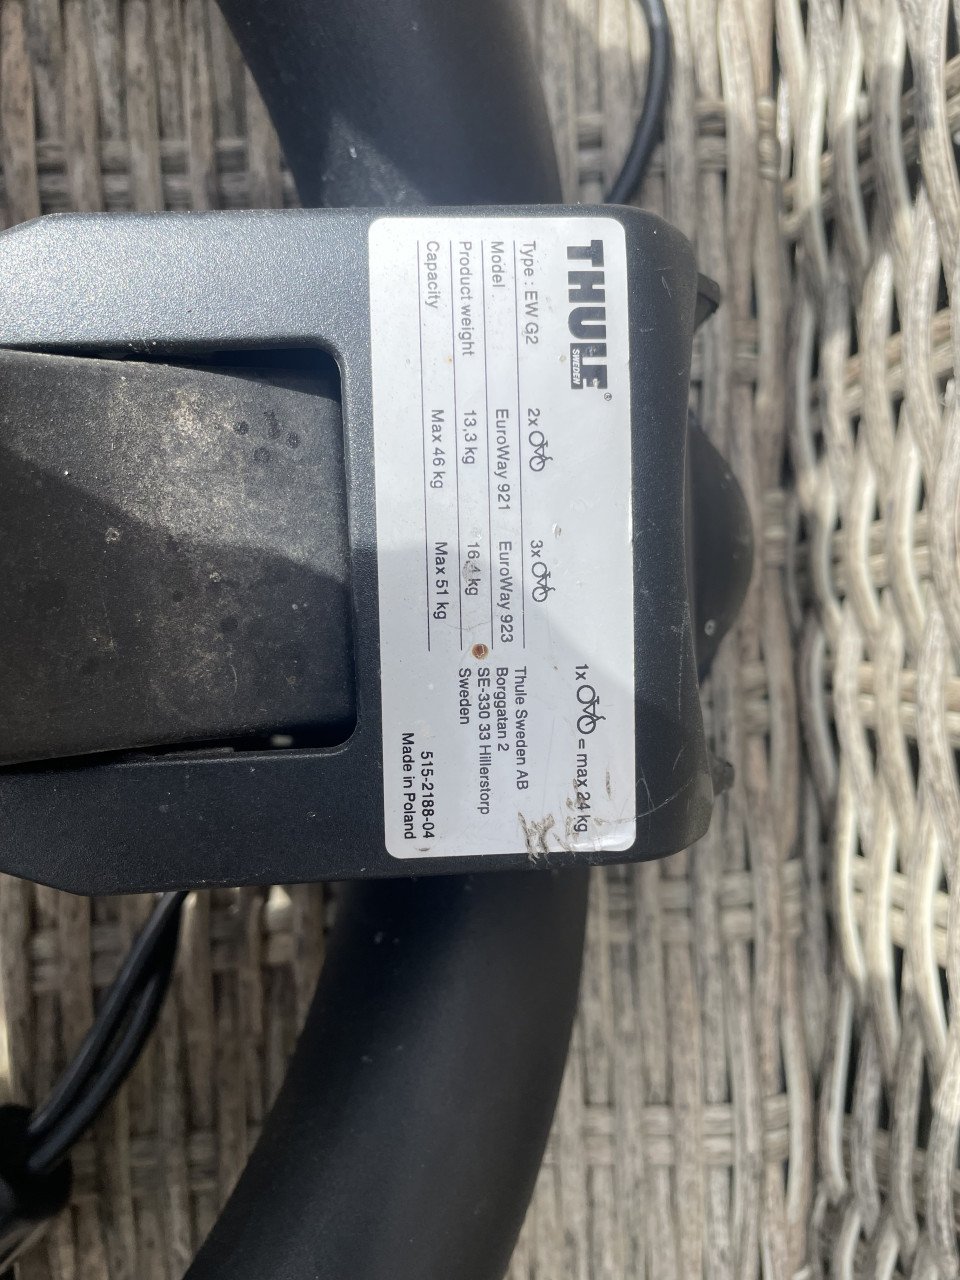 THULE®
SWEDEN
1x = max 24 kg
2x 3x
Type : EW G2
Model . EuroWay 921 EuroWay 923
Product weight 13,3 kg 16,4 kg
Capacity Max 46 kg Max 51 kg
Thule Sweden AB
Borggatan 2
SE-330 33 Hillerstorp
Sweden
515-2188-04
Made in Poland